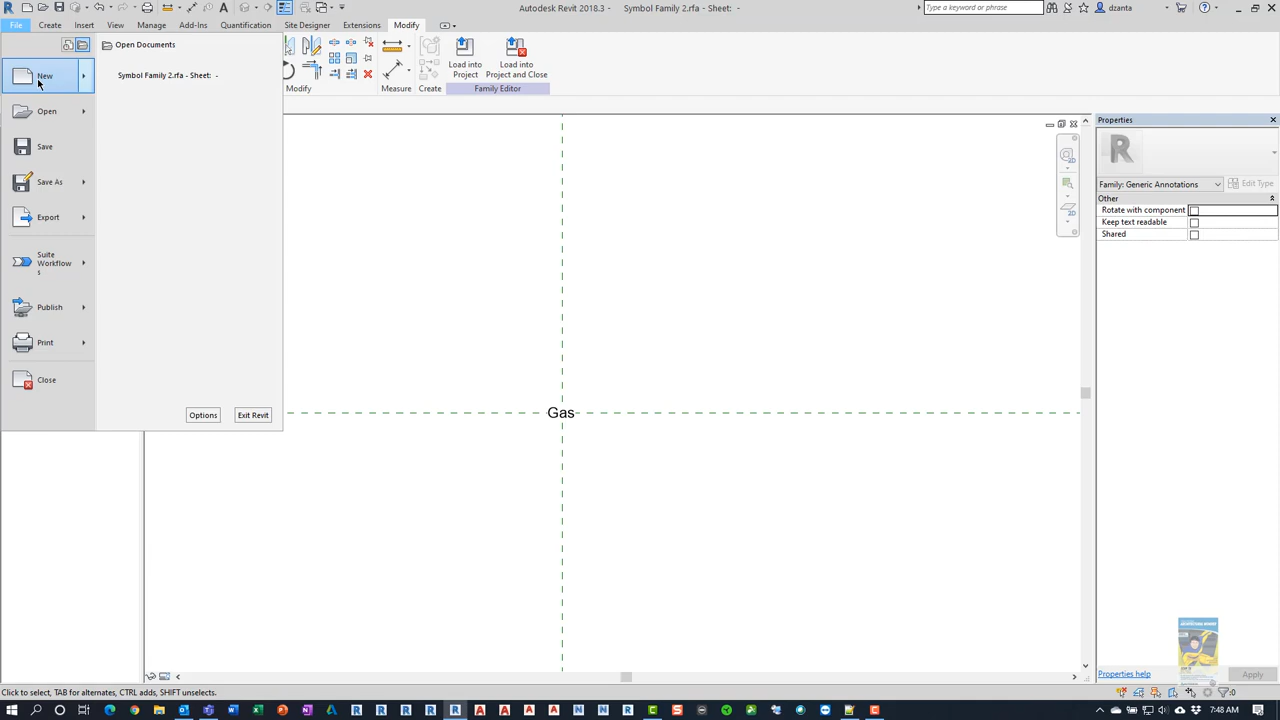 Autodesk Revit 2018.3 - Symbol Family 2.rfa - Sheet: -
Type a keyword or phrase
dzanta
File Create Insert View Manage Add-Ins Quantification Site Designer Extensions Modify
Open Documents
Symbol Family 2.rfa - Sheet: -
New
Open
Save
Save As
Export
Suite
Workflow
s
Publish
Print
Close
Options
Exit Revit
Load into
Project
Load into
Project and Close
Modify
Measure
Create
Family Editor
2D
2D
Gas
Properties
R
Family: Generic Annotations
Edit Type
Other
Rotate with component
Keep text readable
Shared
Properties help
Apply
Click to select, TAB for alternates, CTRL adds, SHIFT unselects.
:0
7:48 AM